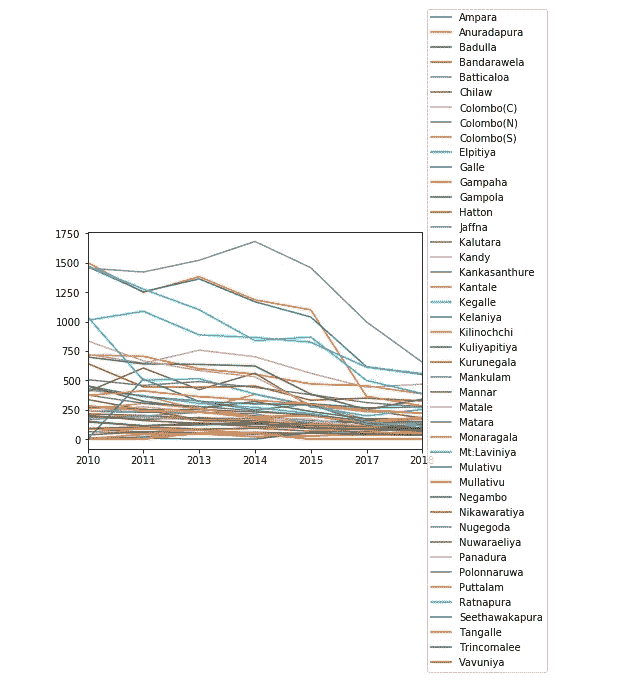 Ampara
Anuradapura
Badulla
Bandarawela
Batticaloa
Chilaw
Colombo(C)
Colombo(N)
Colombo(S)
Elpitiya
Galle
Gampaha
Gampola
Hatton
Jaffna
Kalutara
Kandy
Kankasanthure
Kantale
Kegalle
Kelaniya
Kilinochchi
Kuliyapitiya
Kurunegala
Mankulam
Mannar
Matale
Matara
Monaragala
Mt:Laviniya
Mulativu
Mullativu
Negambo
Nikawaratiya
Nugegoda
Nuwaraeliya
Panadura
Polonnaruwa
Puttalam
Ratnapura
Seethawakapura
Tangalle
Trincomalee
Vavuniya
1750
1500
1250
1000
750
500
250
0
2010 2011 2013 2014 2015 2017 2018